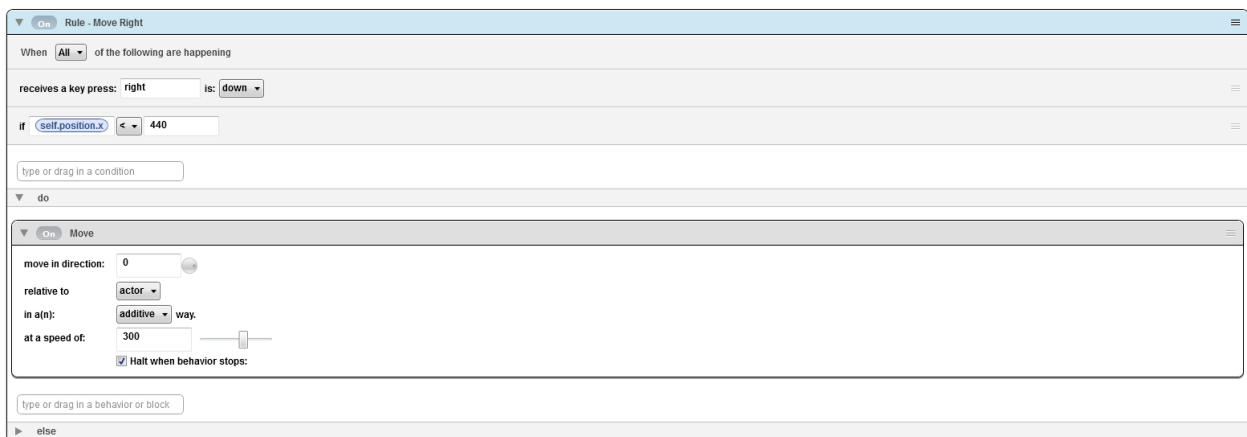 On Rule - Move Right
When All of the following are happening
receives a key press: right is: down
if self.position.x < 440
type or drag in a condition
do
On Move
move in direction: 0
relative to actor
in a(n): additive way.
at a speed of: 300
Halt when behavior stops:
type or drag in a behavior or block
else